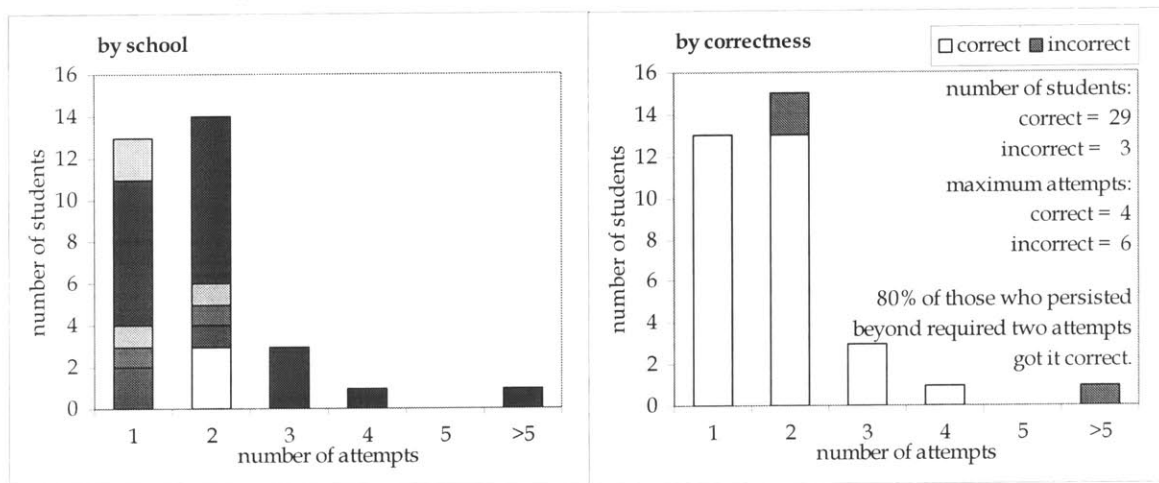 by school
16
14
12
10
8
6
4
2
0
number of students
1 2 3 4 5 >5
number of attempts
by correctness
correct incorrect
16
14
12
10
8
6
4
2
0
number of students
number of students:
correct = 29
incorrect = 3
maximum attempts:
correct = 4
incorrect = 6
80% of those who persisted
beyond required two attempts
got it correct.
1 2 3 4 5 >5
number of attempts